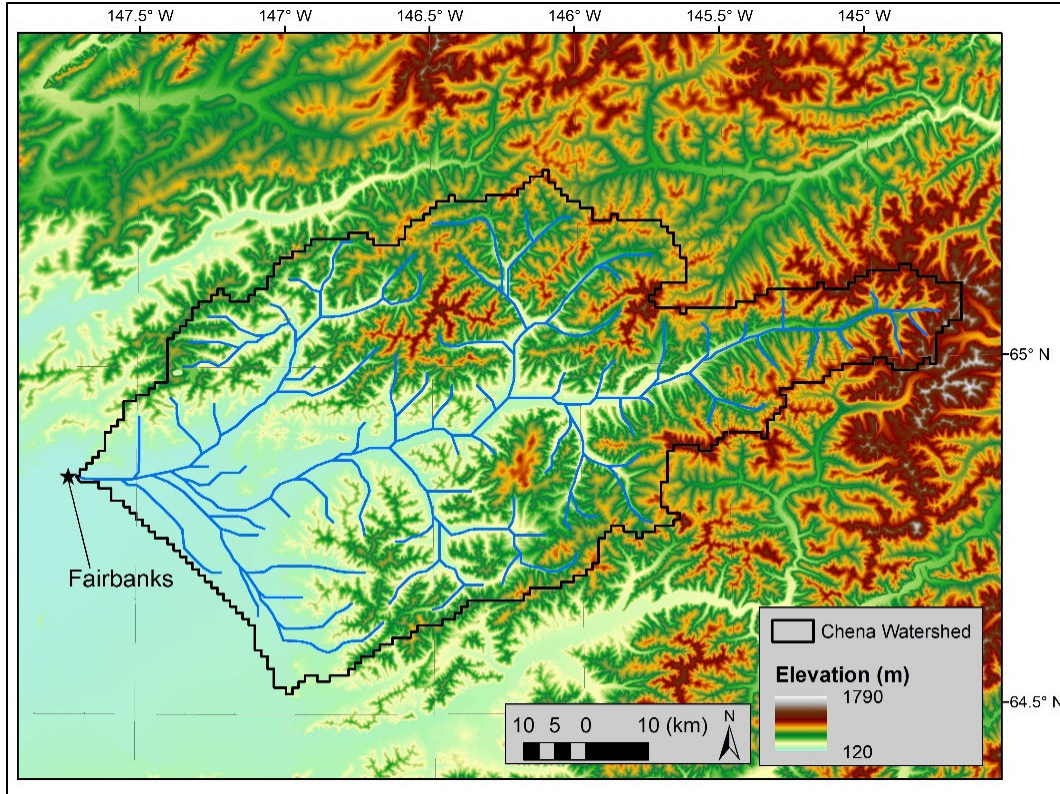 147.5° W 147° W 146.5° W 146° W 145.5° W 145° W
65° N
Fairbanks
Chena Watershed
Elevation (m)
1790
120
64.5° N
10 5 0 10 (km)
N